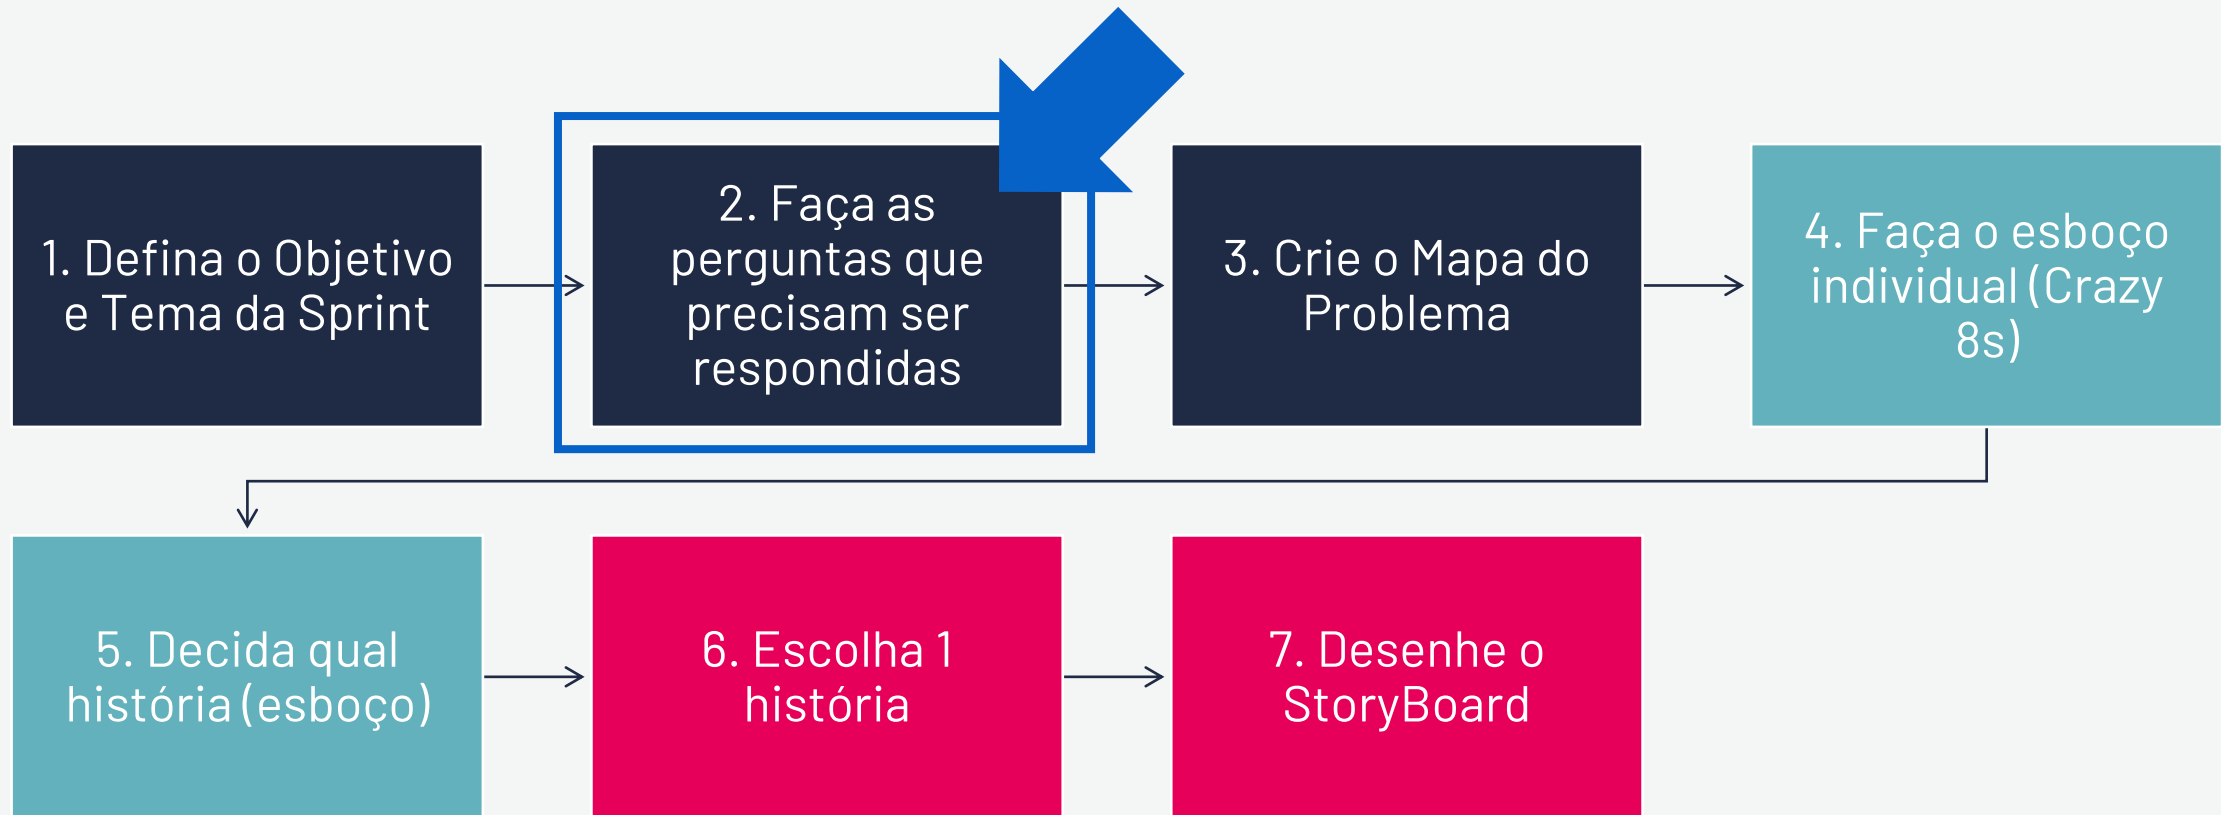 1. Defina o Objetivo
e Tema da Sprint
2. Faça as
perguntas que
precisam ser
respondidas
3. Crie o Mapa do
Problema
4. Faça o esboço
individual (Crazy
8s)
5. Decida qual
história (esboço)
6. Escolha 1
história
7. Desenhe o
StoryBoard